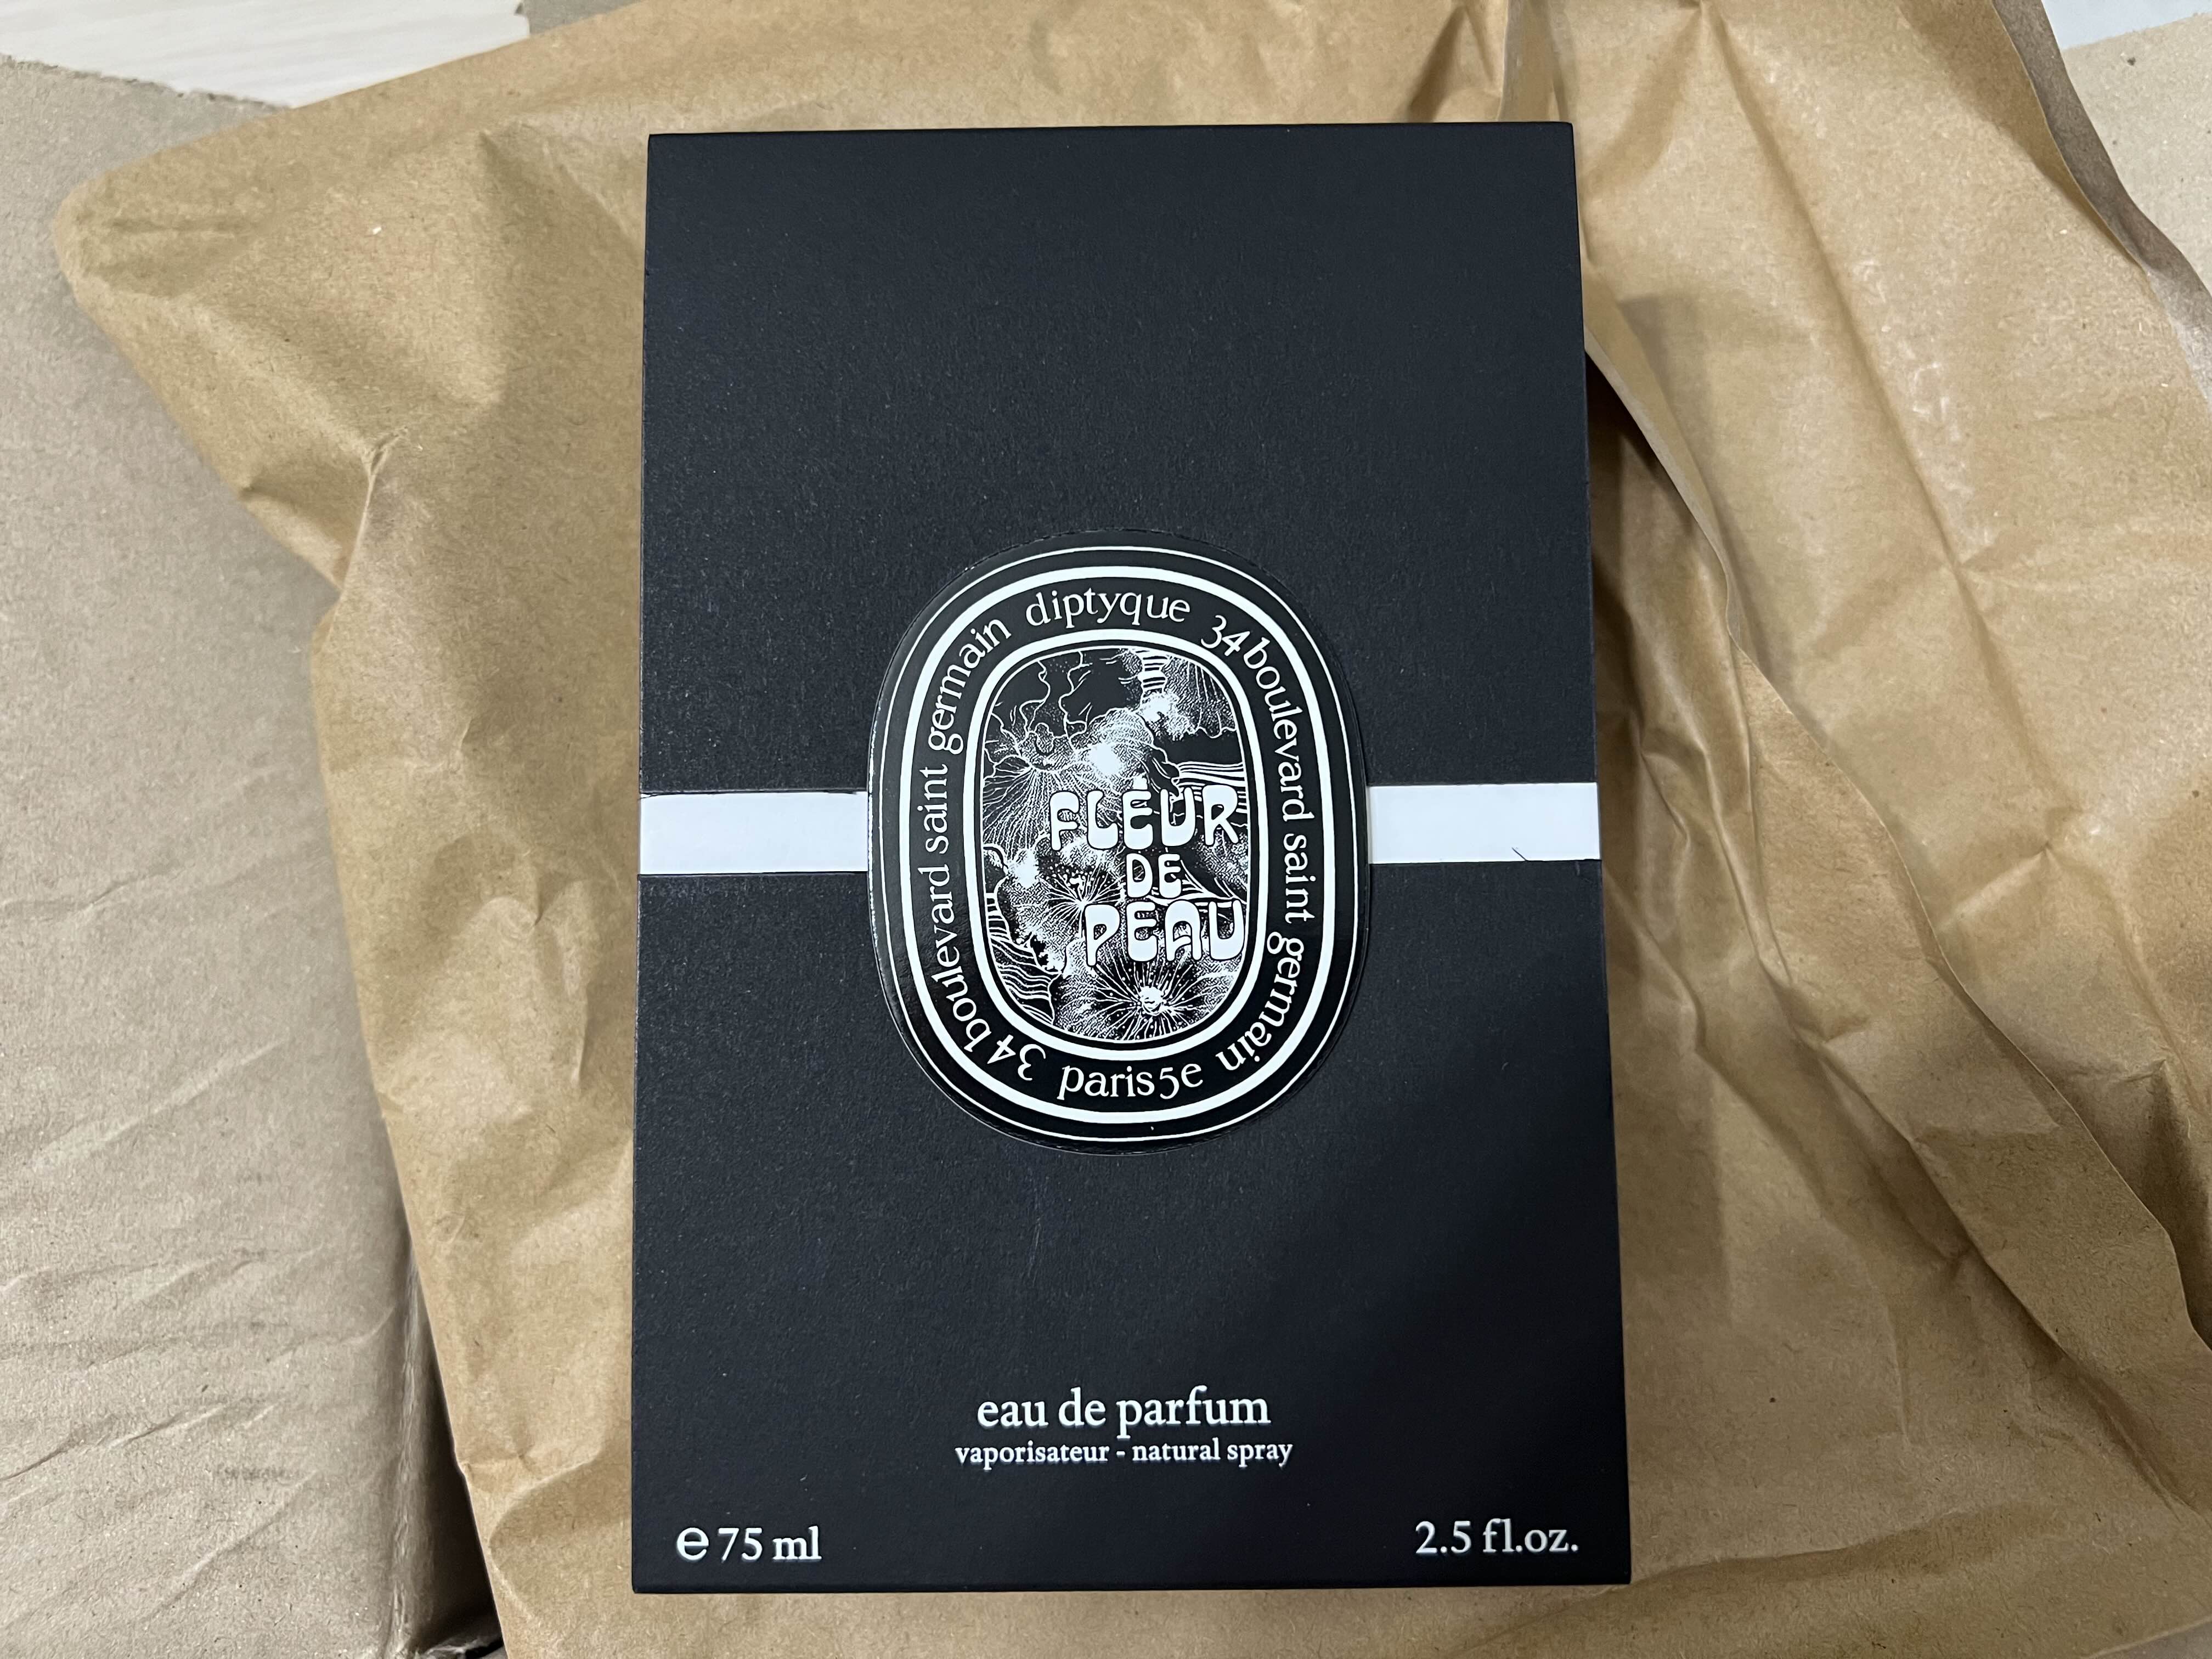 diptyque 34 boulevard saint germain paris 5e 34 boulevard saint germain
FLEUR
DE
PEAU
eau de parfum
vaporisateur - natural spray
e 75 ml
2.5 fl.oz.